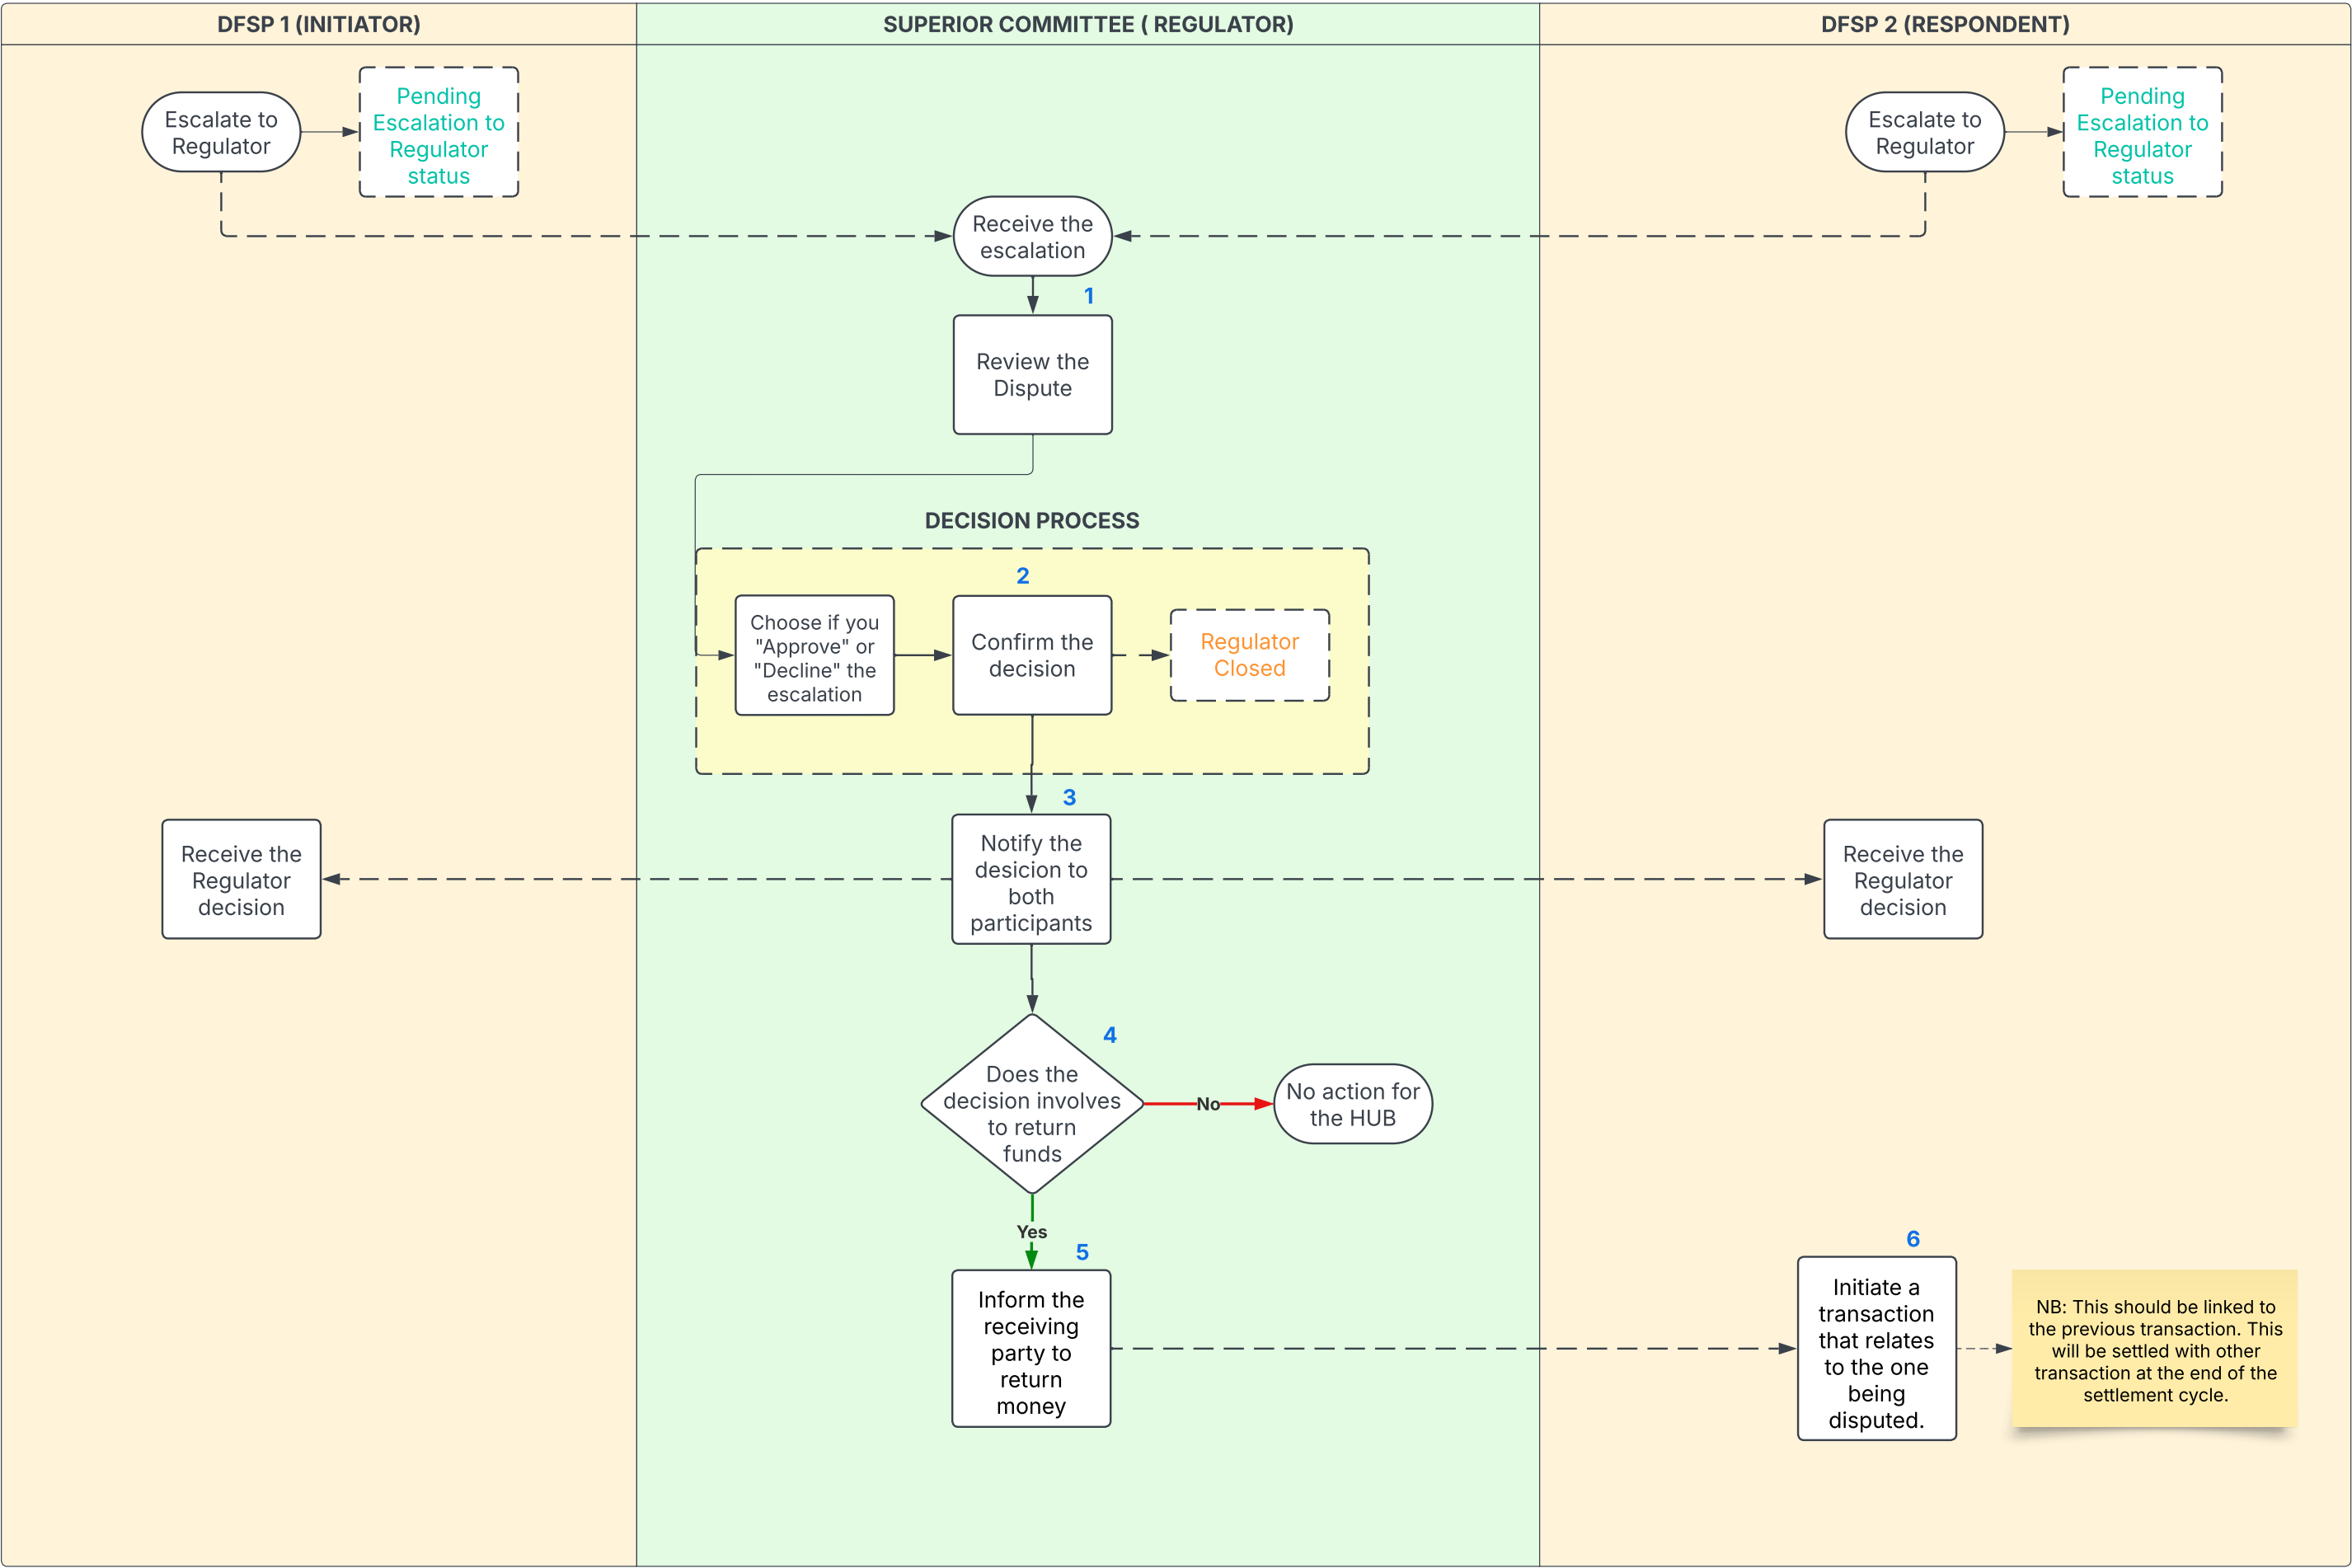 DFSP 1 (INITIATOR)
SUPERIOR COMMITTEE ( REGULATOR)
DFSP 2 (RESPONDENT)
Escalate to
Regulator
Pending
Escalation to
Regulator
status
Escalate to
Regulator
Pending
Escalation to
Regulator
status
Receive the
escalation
1
Review the
Dispute
DECISION PROCESS
2
Choose if you
"Approve" or
"Decline" the
escalation
Confirm the
decision
Regulator
Closed
3
Receive the
Regulator
decision
Notify the
desicion to
both
participants
Receive the
Regulator
decision
4
Does the
decision involves
to return
funds
No
No action for
the HUB
Yes
5
Inform the
receiving
party to
return
money
6
Initiate a
transaction
that relates
to the one
being
disputed.
NB: This should be linked to
the previous transaction. This
will be settled with other
transaction at the end of the
settlement cycle.